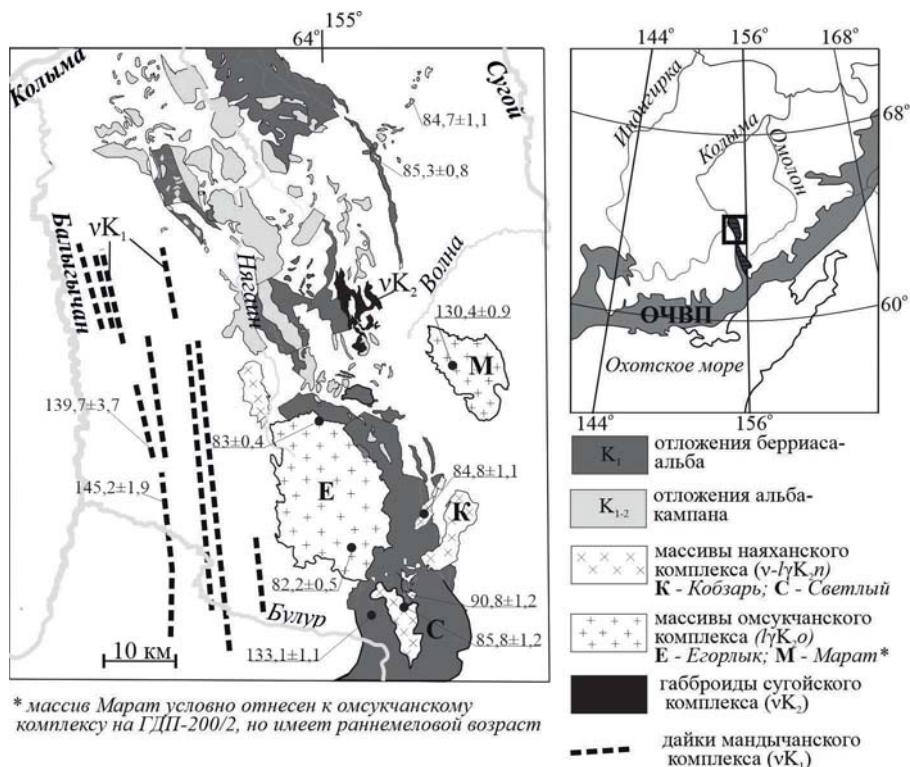 155°
64°
Колыма
Сугой
84,7±1,1
85,3±0,8
Балыгычан
νK₁
Нягаин
νK₂
Волна
130,4±0.9
М
139,7±3,7
83±0,4
145,2±1,9
Е
84,8±1,1
К
82,2±0,5
90,8±1,2
Булур
С
85,8±1,2
133,1±1,1
10 км
* массив Марат условно отнесен к омсукчанскому
комплексу на ГДП-200/2, но имеет раннемеловой возраст
144°
156°
168°
68°
Индигирка
Колыма
Омолон
60°
ОЧВП
Охотское море
144°
156°
K₁ отложения берриаса-
альба
K₁₋₂ отложения альба-
кампана
массивы наяханского
комплекса (ν-lγK₂n)
К - Кобзарь; С - Светлый
массивы омсукчанского
комплекса (lγK₂o)
Е - Егорлык; М - Марат*
габброиды сугойского
комплекса (νK₂)
дайки мандычанского
комплекса (νK₁)